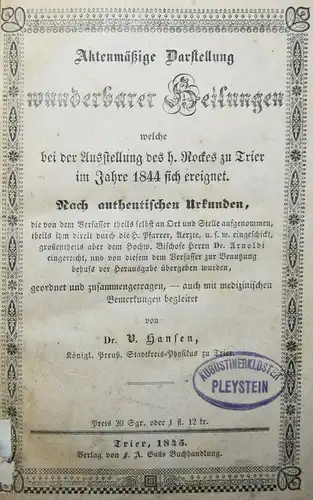 Aktenmäßige Darstellung
wunderbarer Heilungen
welche
bei der Ausstellung des h. Rockes zu Trier
im Jahre 1844 sich ereignet.
Nach authentischen Urkunden,
die von dem Verfasser theils selbst an Ort und Stelle aufgenommen,
theils ihm direkt durch die H. Pfarrer, Aerzte, u. s. w. eingeschickt,
großentheils aber dem Hochw. Bischofe Herrn Dr. Arnoldi
eingereicht, und von diesem dem Verfasser zu Benutzung
behufs der Herausgabe übergeben wurden,
geordnet und zusammengetragen, — auch mit medizinischen
Bemerkungen begleitet
von
Dr. V. Hansen,
Königl. Preuß. Stadtkreis-Physikus zu Trier.
AUGUSTINERKLOSTER
PLEYSTEIN
Preis 20 Sgr. oder 1 fl. 12 kr.
Trier, 1845.
Verlag von F. A. Galls Buchhandlung.